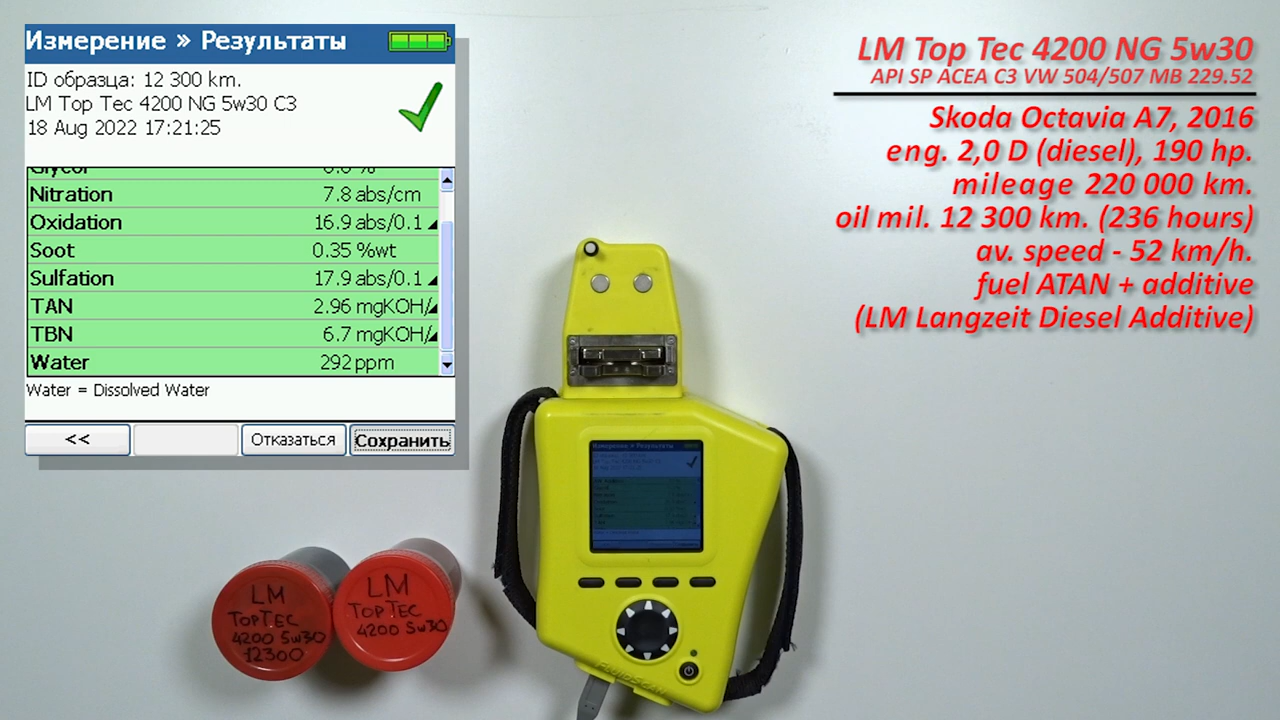 Измерение » Результаты
ID образца: 12 300 km.
LM Top Tec 4200 NG 5w30 C3
18 Aug 2022 17:21:25
Glycol 0.0 %
Nitration 7.8 abs/cm
Oxidation 16.9 abs/0.1
Soot 0.35 %wt
Sulfation 17.9 abs/0.1
TAN 2.96 mgKOH/
TBN 6.7 mgKOH/
Water 292 ppm
Water = Dissolved Water
<< Отказаться Сохранить
LM Top Tec 4200 NG 5w30
API SP ACEA C3 VW 504/507 MB 229.52
Skoda Octavia A7, 2016
eng. 2,0 D (diesel), 190 hp.
mileage 220 000 km.
oil mil. 12 300 km. (236 hours)
av. speed - 52 km/h.
fuel ATAN + additive
(LM Langzeit Diesel Additive)
Измерение » Результаты
LM
TOPTEC
4200 5w30
12300
LM
TOPTEC
4200 5w30
FLUIDSCAN